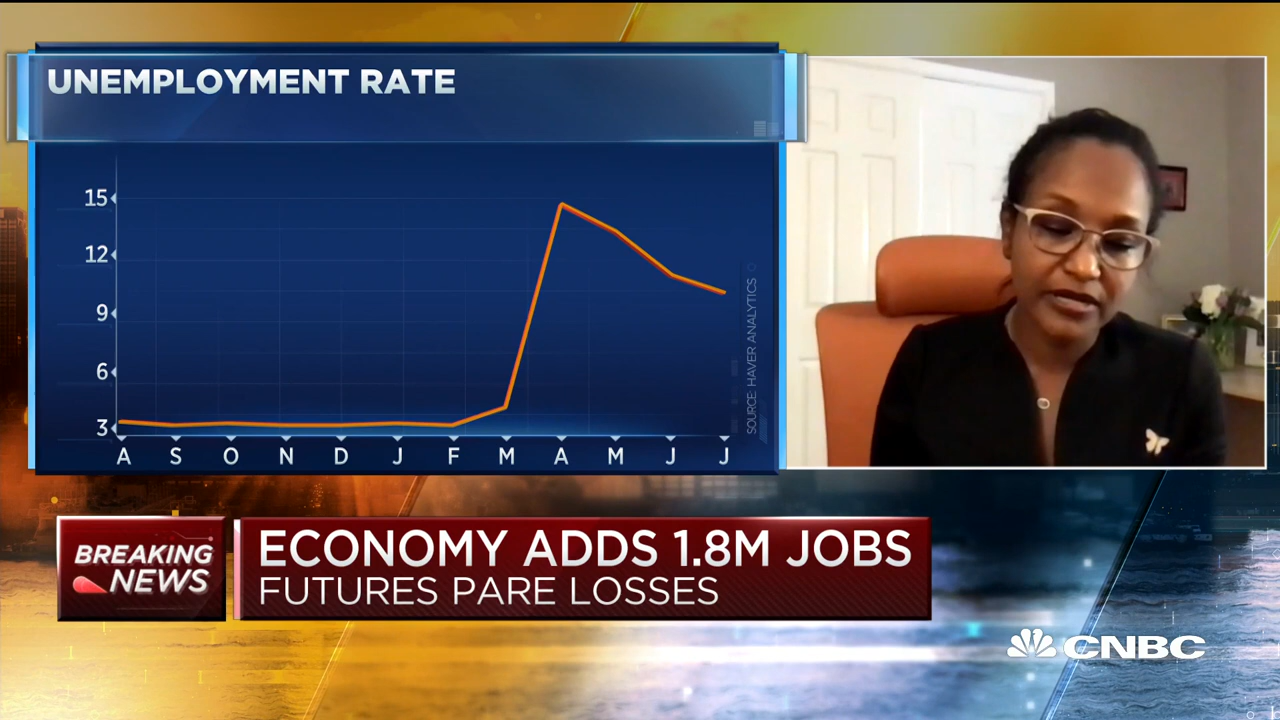 UNEMPLOYMENT RATE
15
12
9
6
3
A S O N D J F M A M J J
SOURCE: HAVER ANALYTICS
BREAKING
NEWS
ECONOMY ADDS 1.8M JOBS
FUTURES PARE LOSSES
CNBC